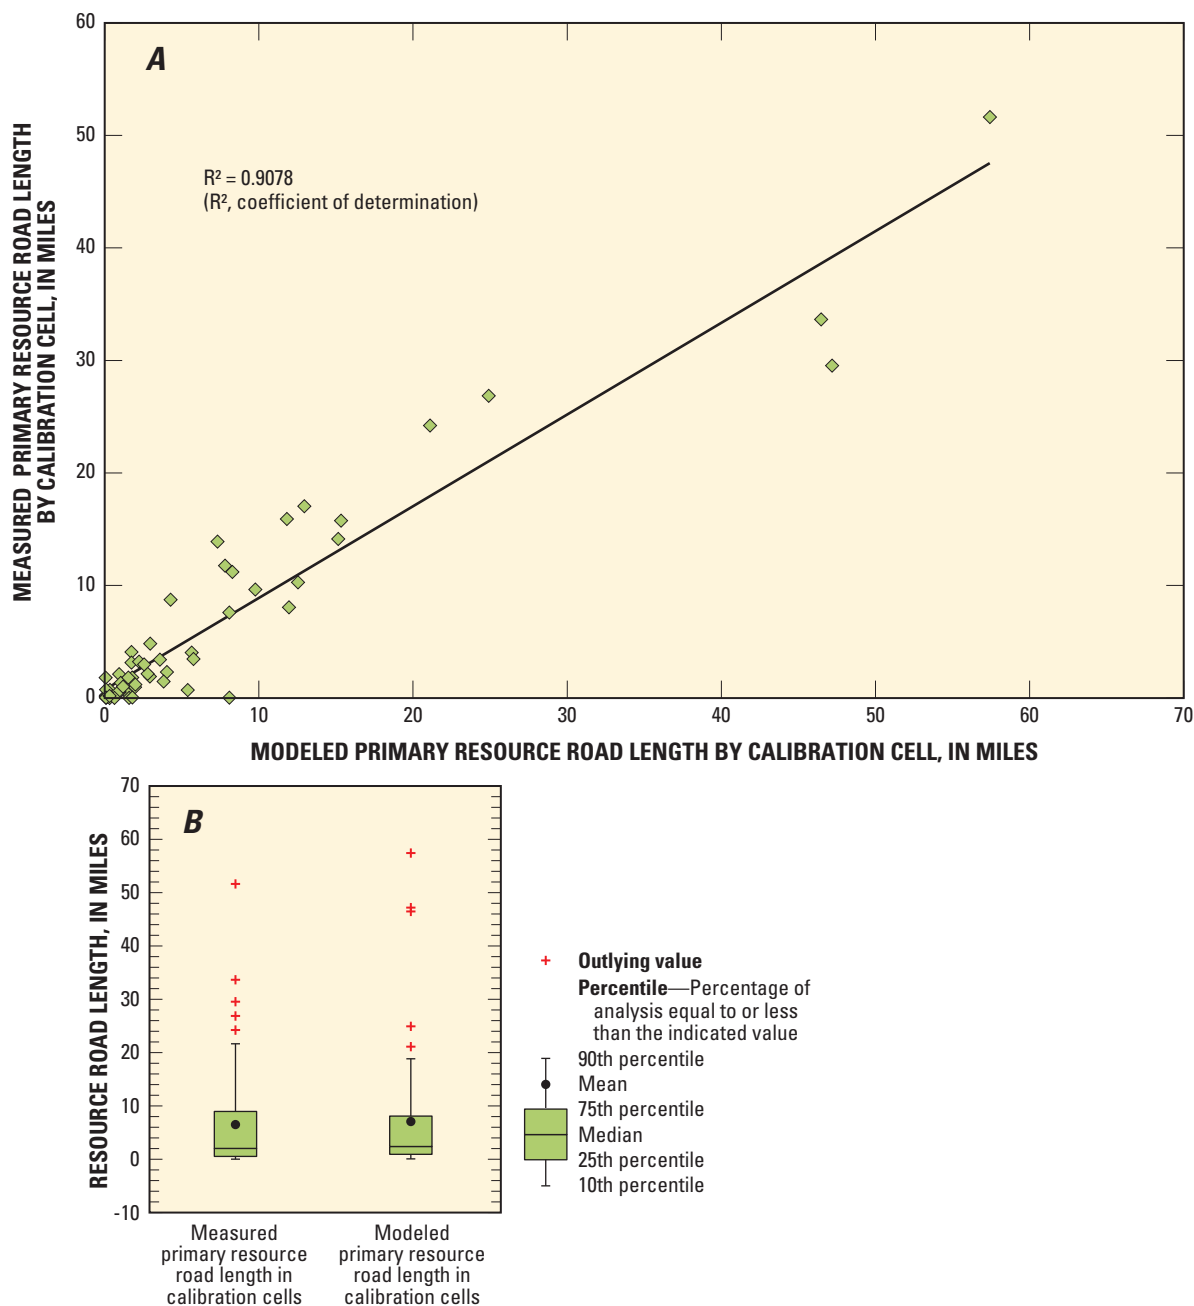 A
R² = 0.9078
(R², coefficient of determination)
MEASURED PRIMARY RESOURCE ROAD LENGTH
BY CALIBRATION CELL, IN MILES
60
50
40
30
20
10
0
0 10 20 30 40 50 60 70
MODELED PRIMARY RESOURCE ROAD LENGTH BY CALIBRATION CELL, IN MILES
B
RESOURCE ROAD LENGTH, IN MILES
70
60
50
40
30
20
10
0
-10
Measured
primary resource
road length in
calibration cells
Modeled
primary resource
road length in
calibration cells
Outlying value
Percentile—Percentage of
analysis equal to or less
than the indicated value
90th percentile
Mean
75th percentile
Median
25th percentile
10th percentile